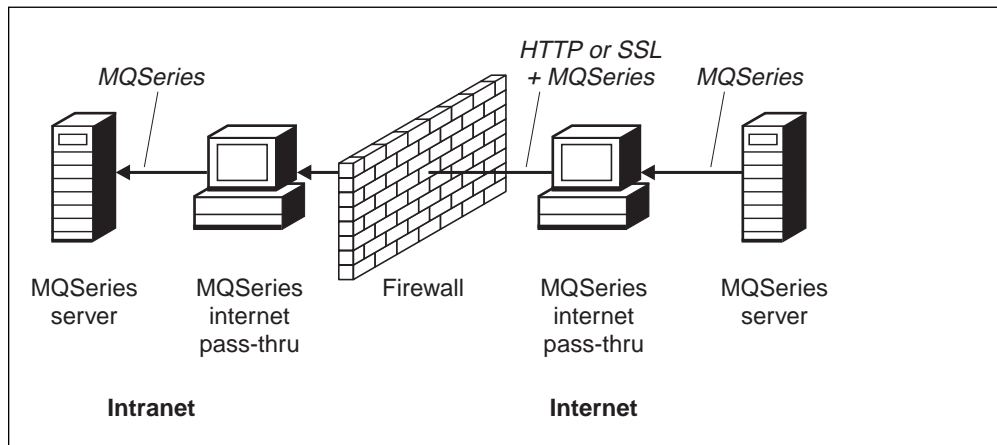 HTTP or SSL
+ MQSeries
MQSeries
MQSeries
MQSeries
server
MQSeries
internet
pass-thru
Firewall
MQSeries
internet
pass-thru
MQSeries
server
Intranet
Internet